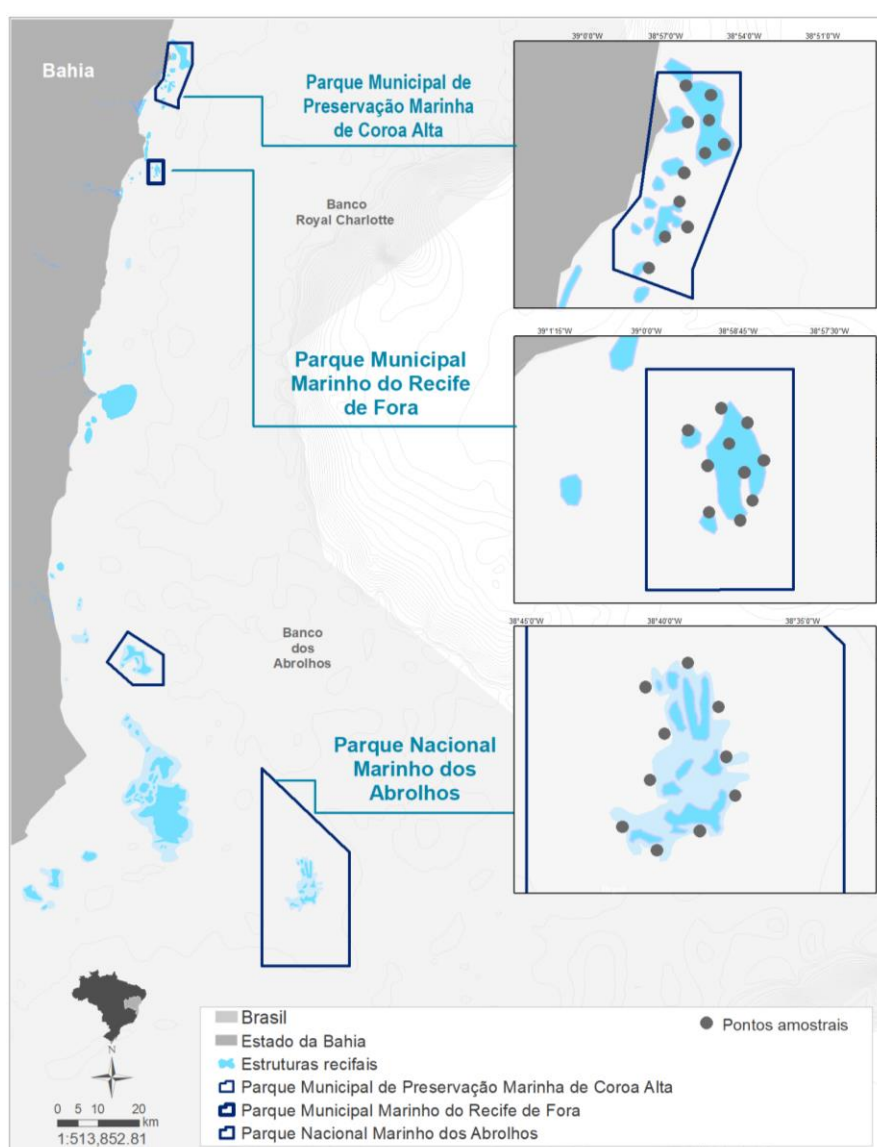 Bahia
Parque Municipal de
Preservação Marinha
de Coroa Alta
Banco
Royal Charlotte
39°0'0"W 38°57'0"W 38°54'0"W 38°51'0"W
Parque Municipal
Marinho do Recife
de Fora
39°1'15"W 39°0'0"W 38°58'45"W 38°57'30"W
Banco
dos
Abrolhos
Parque Nacional
Marinho dos
Abrolhos
38°45'0"W 38°40'0"W 38°35'0"W
N
0 5 10 20
km
1:513,852.81
Brasil
Estado da Bahia
Estruturas recifais
Parque Municipal de Preservação Marinha de Coroa Alta
Parque Municipal Marinho do Recife de Fora
Parque Nacional Marinho dos Abrolhos
Pontos amostrais